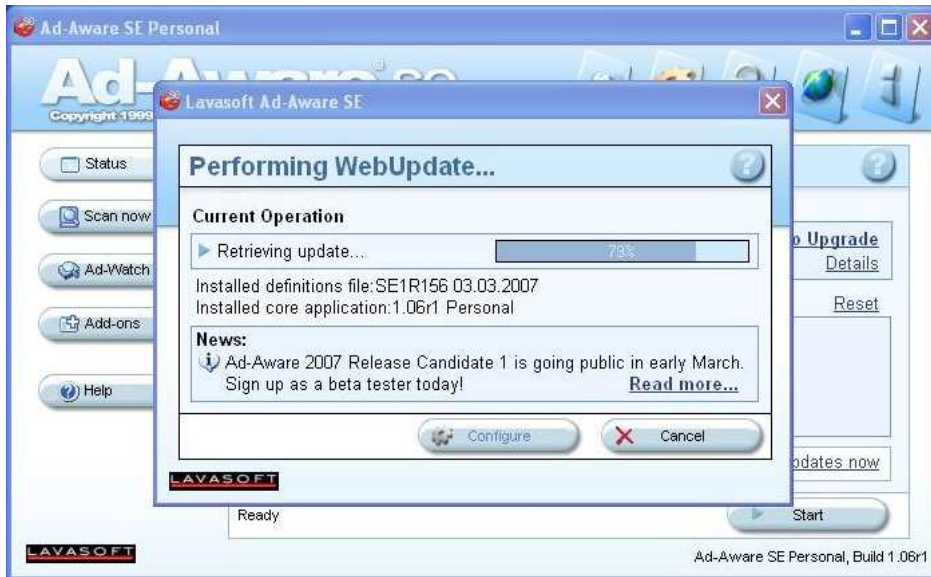 Ad-Aware SE Personal
Copyright 1999
Lavasoft Ad-Aware SE
Performing WebUpdate...
Current Operation
Retrieving update... 78%
Installed definitions file:SE1R156 03.03.2007
Installed core application:1.06r1 Personal
News:
Ad-Aware 2007 Release Candidate 1 is going public in early March.
Sign up as a beta tester today! Read more...
Configure Cancel
LAVASOFT
Status
Scan now
Ad-Watch
Add-ons
Help
Upgrade
Details
Reset
now
Ready
Start
LAVASOFT
Ad-Aware SE Personal, Build 1.06r1